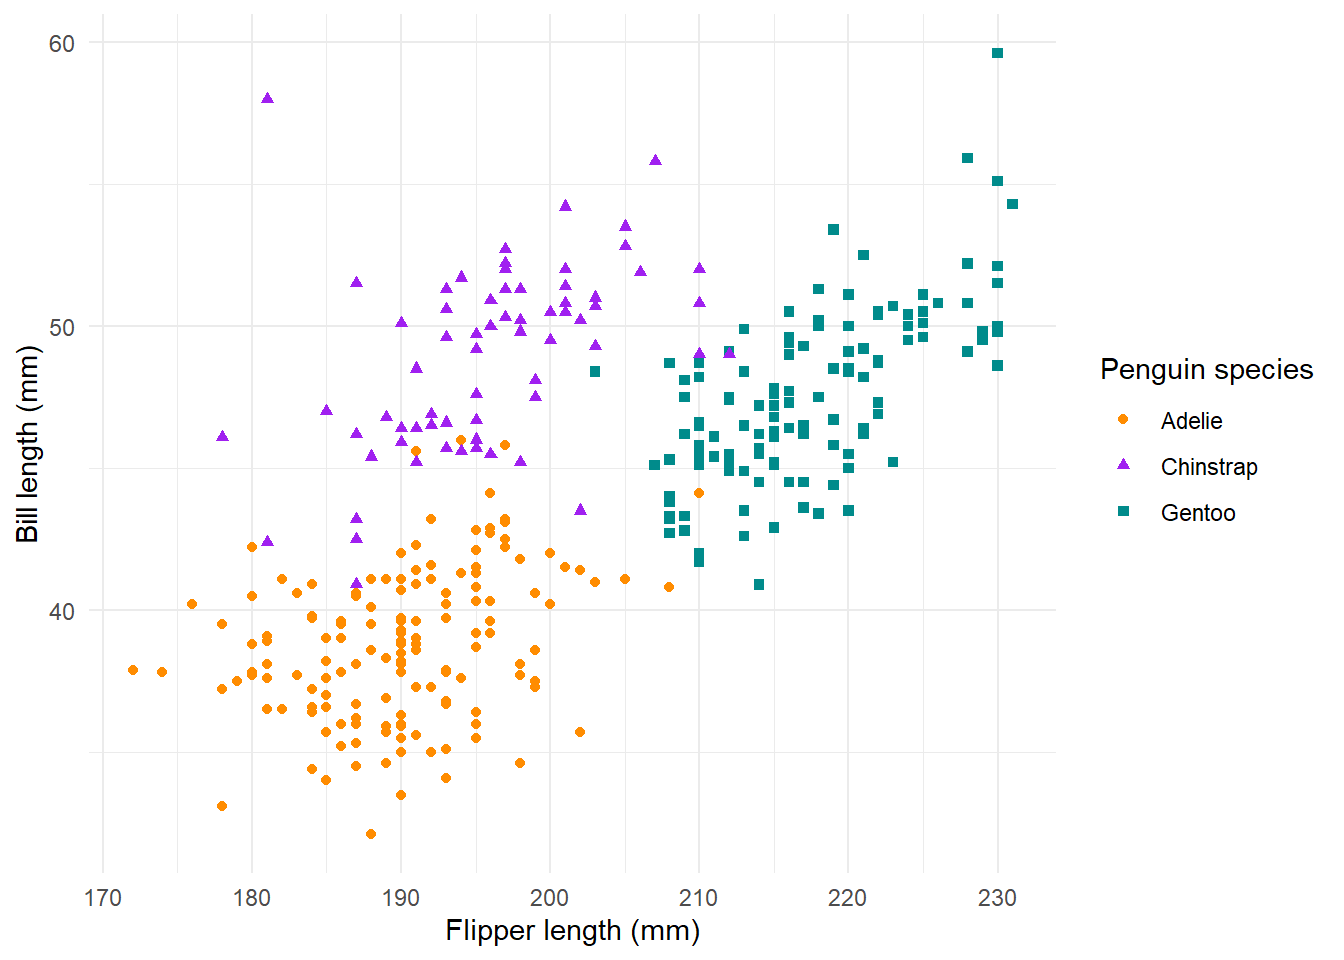 60
50
40
Bill length (mm)
170 180 190 200 210 220 230
Flipper length (mm)
Penguin species
Adelie
Chinstrap
Gentoo